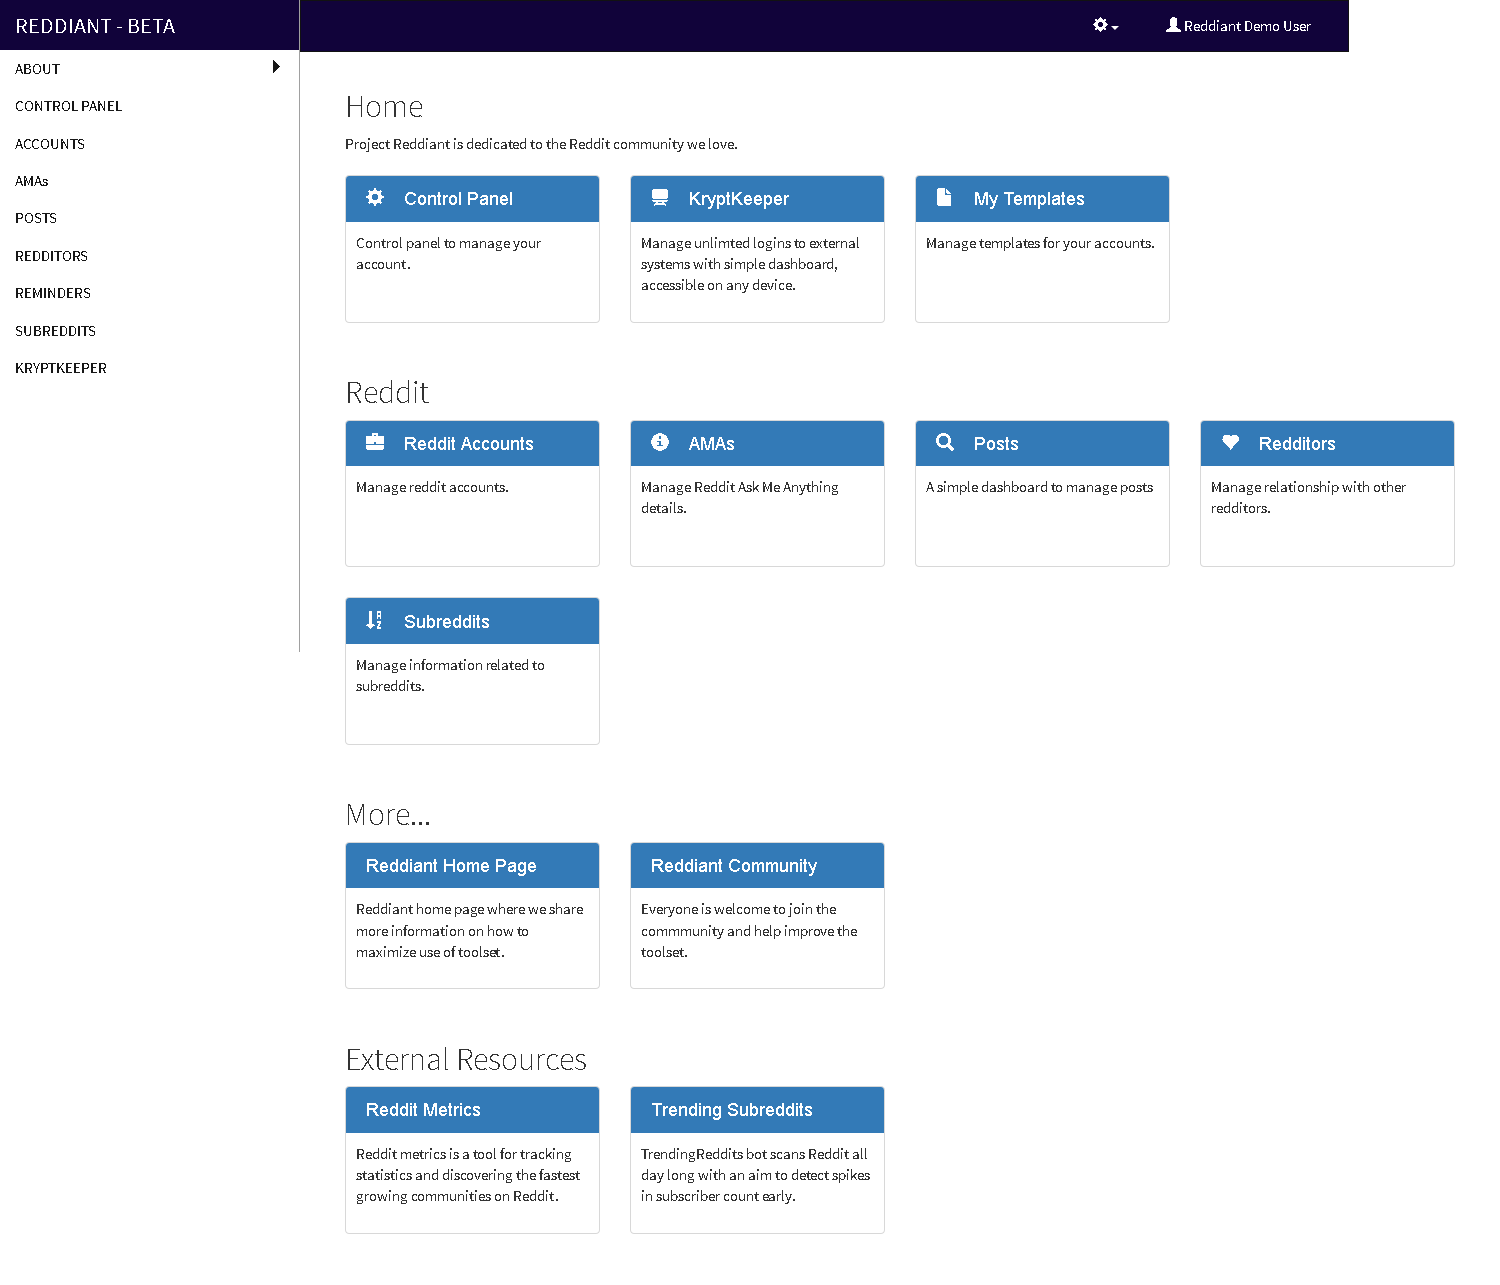 REDDIANT - BETA
Reddiant Demo User
ABOUT
CONTROL PANEL
ACCOUNTS
AMAs
POSTS
REDDITORS
REMINDERS
SUBREDDITS
KRYPTKEEPER
Home
Project Reddiant is dedicated to the Reddit community we love.
Control Panel
Control panel to manage your
account.
KryptKeeper
Manage unlimted logins to external
systems with simple dashboard,
accessible on any device.
My Templates
Manage templates for your accounts.
Reddit
Reddit Accounts
Manage reddit accounts.
AMAs
Manage Reddit Ask Me Anything
details.
Posts
A simple dashboard to manage posts
Redditors
Manage relationship with other
redditors.
Subreddits
Manage information related to
subreddits.
More...
Reddiant Home Page
Reddiant home page where we share
more information on how to
maximize use of toolset.
Reddiant Community
Everyone is welcome to join the
commmunity and help improve the
toolset.
External Resources
Reddit Metrics
Reddit metrics is a tool for tracking
statistics and discovering the fastest
growing communities on Reddit.
Trending Subreddits
TrendingReddits bot scans Reddit all
day long with an aim to detect spikes
in subscriber count early.